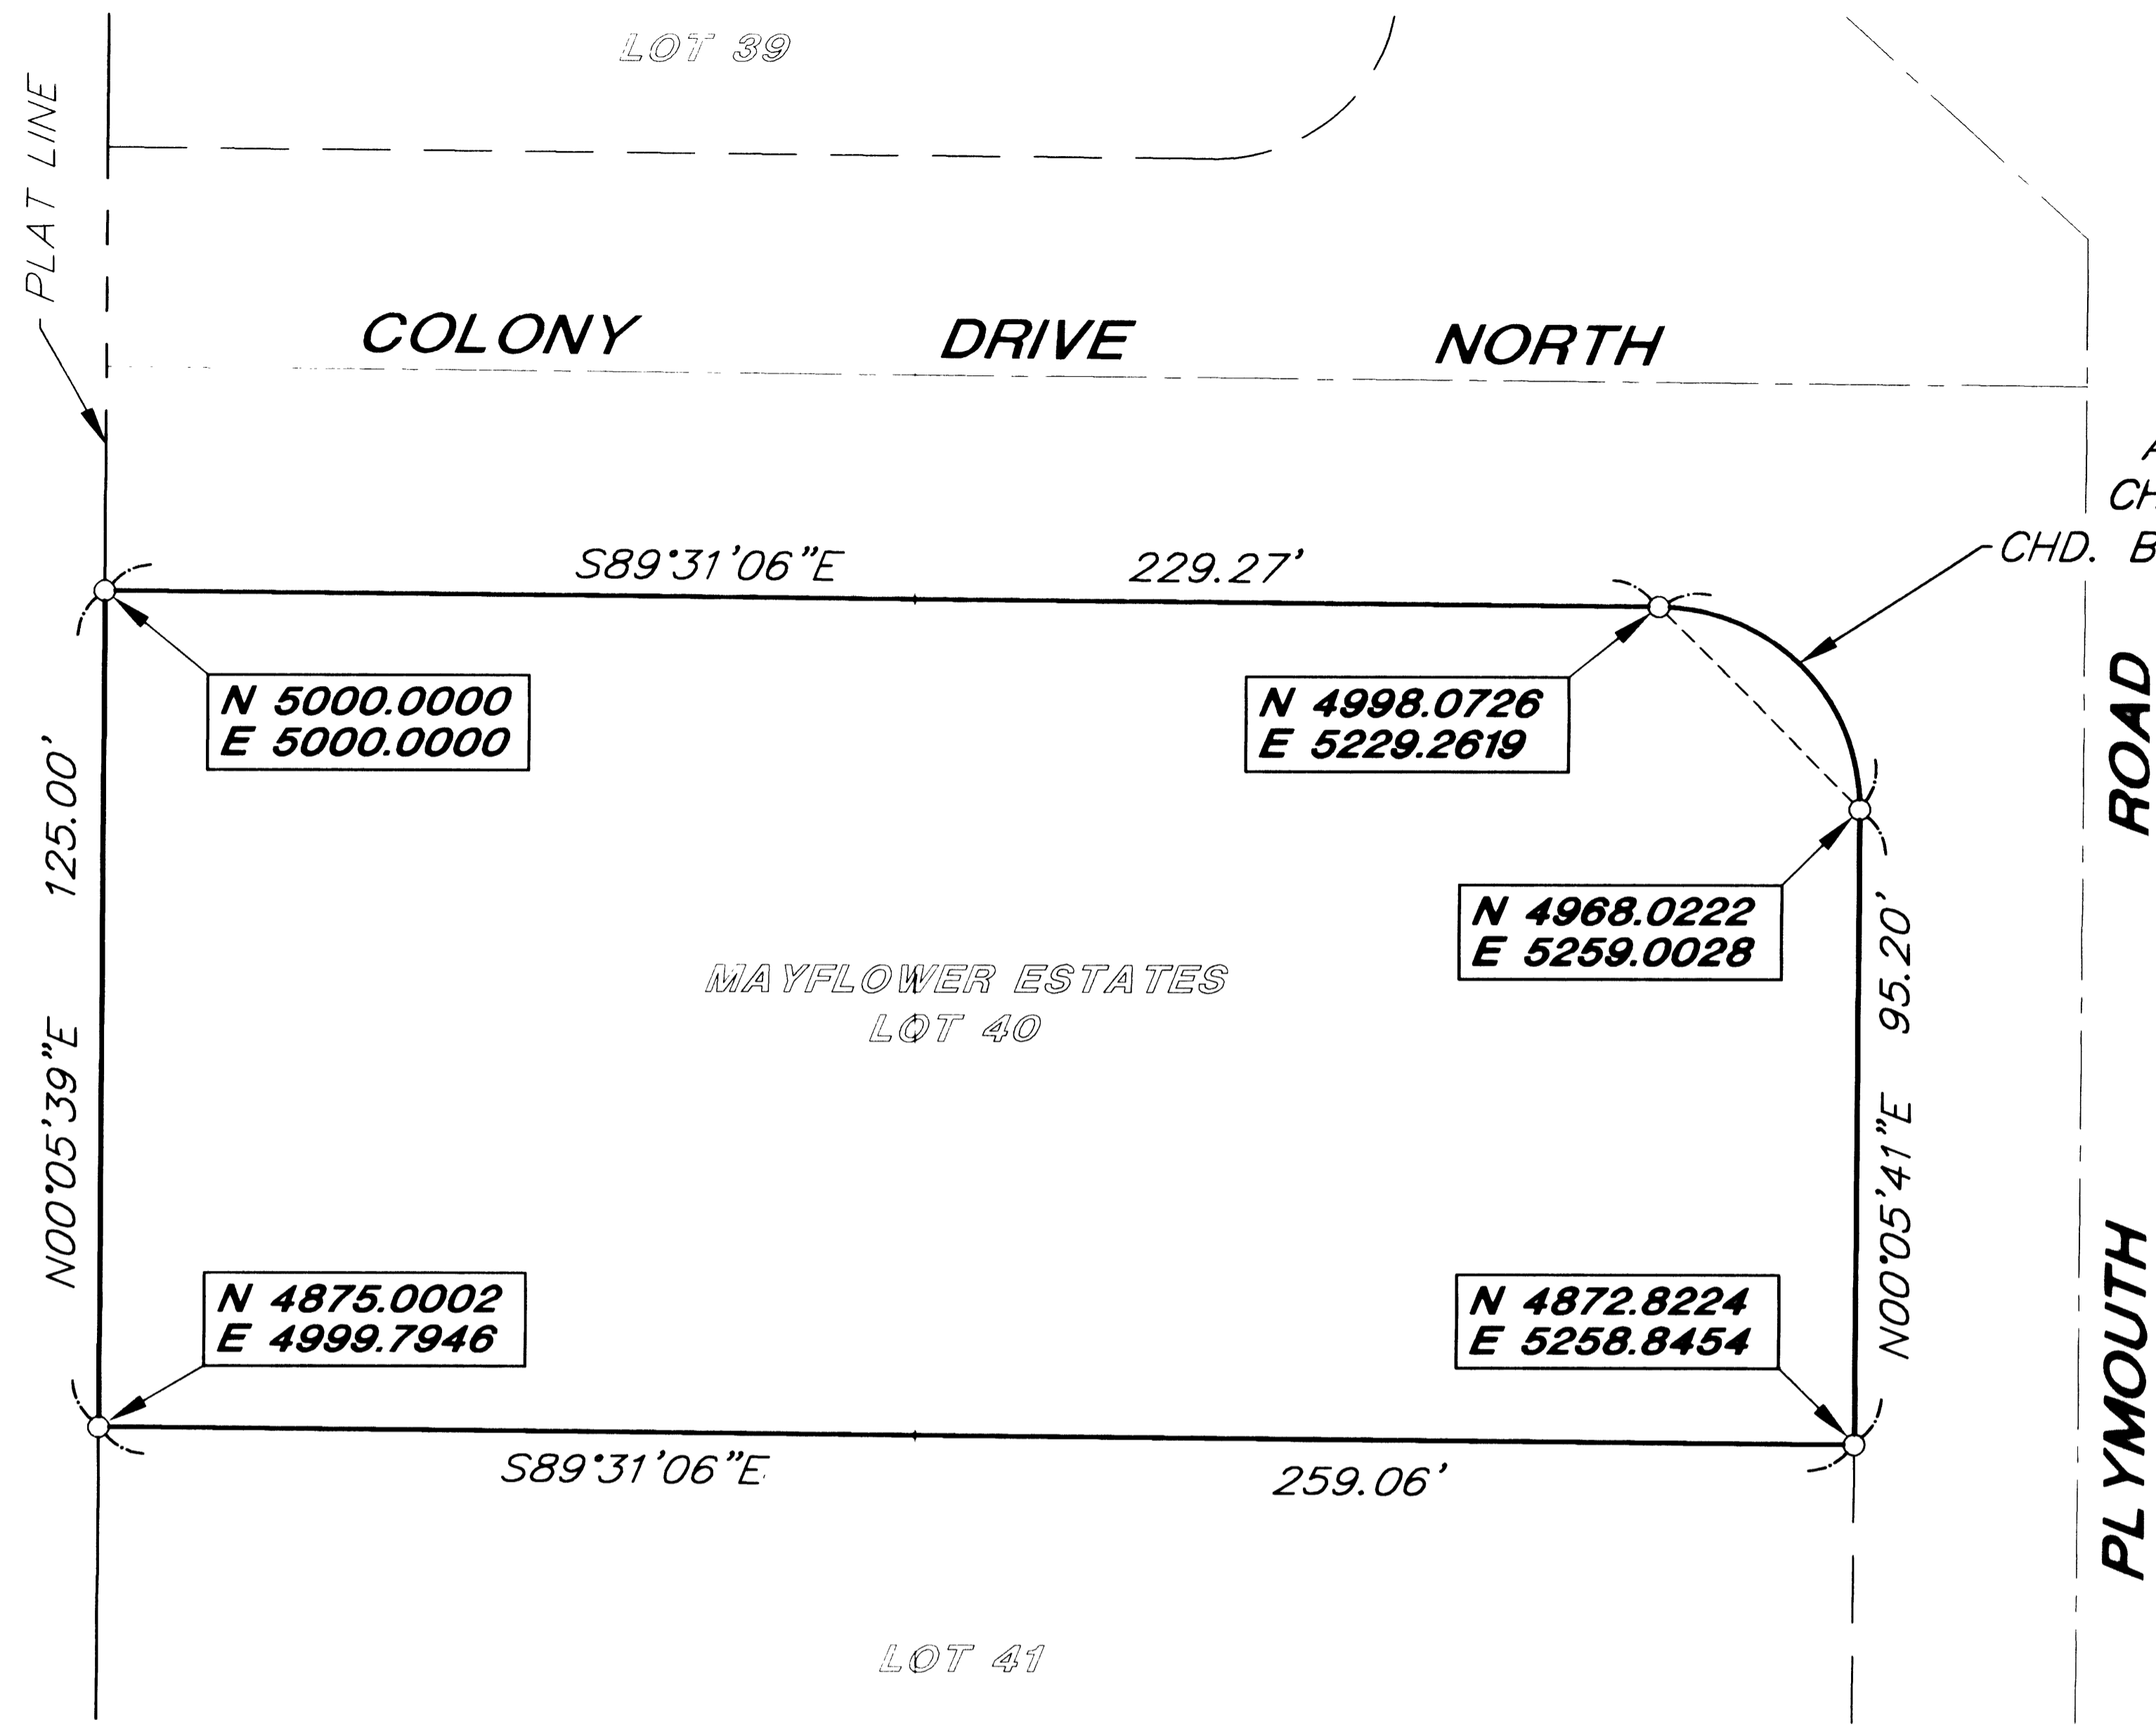 LOT 39
PLAT LINE
COLONY DRIVE NORTH
CHD.
S89°31'06"E 229.27'
N 5000.0000
E 5000.0000
N 4998.0726
E 5229.2619
N00°05'39"E 125.00'
N 4968.0222
E 5259.0028
MAYFLOWER ESTATES
LOT 40
N00°05'41"E 95.20'
PLYMOUTH ROAD
N 4875.0002
E 4999.7946
N 4872.8224
E 5258.8454
S89°31'06"E 259.06'
LOT 41